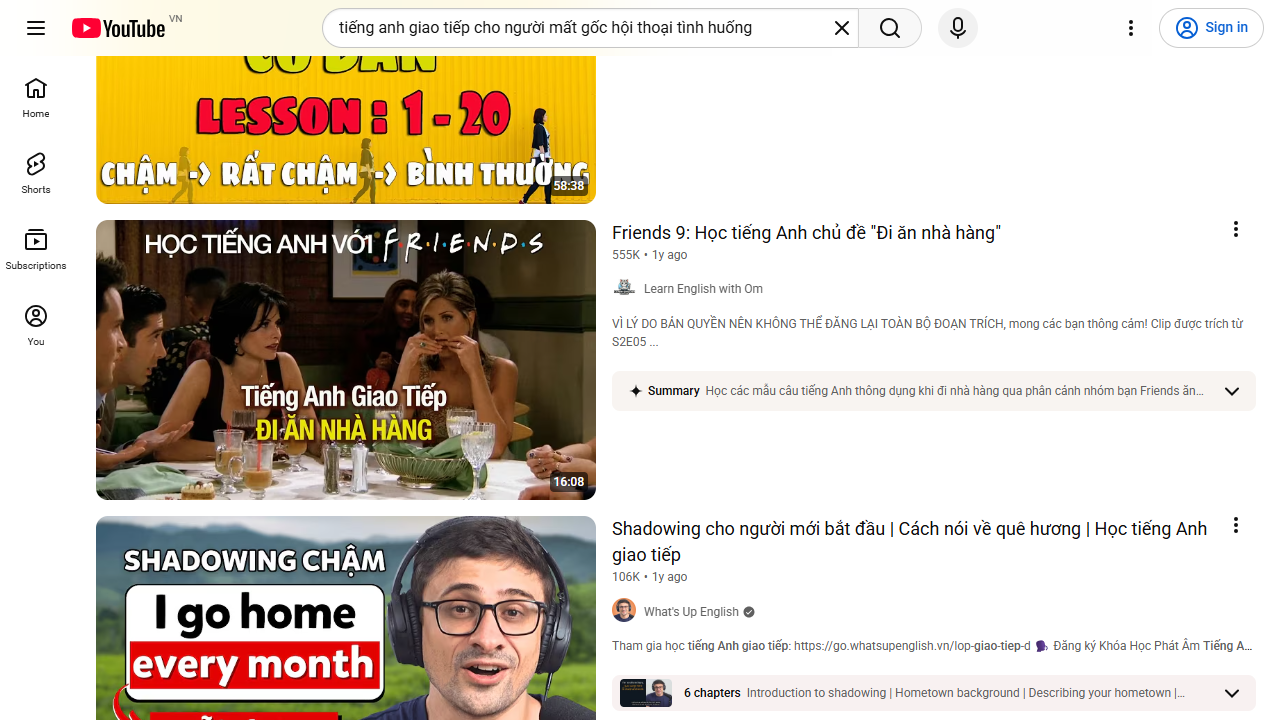 YouTube VN
tiếng anh giao tiếp cho người mất gốc hội thoại tình huống
Sign in
Home
Shorts
Subscriptions
You
CƠ BẢN
LESSON : 1 - 20
CHẬM -> RẤT CHẬM -> BÌNH THƯỜNG
58:38
HỌC TIẾNG ANH VỚI F·R·I·E·N·D·S
Tiếng Anh Giao Tiếp
ĐI ĂN NHÀ HÀNG
16:08
Friends 9: Học tiếng Anh chủ đề "Đi ăn nhà hàng"
555K • 1y ago
Learn English with Om
VÌ LÝ DO BẢN QUYỀN NÊN KHÔNG THỂ ĐĂNG LẠI TOÀN BỘ ĐOẠN TRÍCH, mong các bạn thông cảm! Clip được trích từ
S2E05 ...
Summary Học các mẫu câu tiếng Anh thông dụng khi đi nhà hàng qua phân cảnh nhóm bạn Friends ăn...
SHADOWING CHẬM
I go home
every month
Shadowing cho người mới bắt đầu | Cách nói về quê hương | Học tiếng Anh
giao tiếp
106K • 1y ago
What's Up English
Tham gia học tiếng Anh giao tiếp: https://go.whatsupenglish.vn/lop-giao-tiep-d 🗣 Đăng ký Khóa Học Phát Âm Tiếng A...
6 chapters Introduction to shadowing | Hometown background | Describing your hometown |...